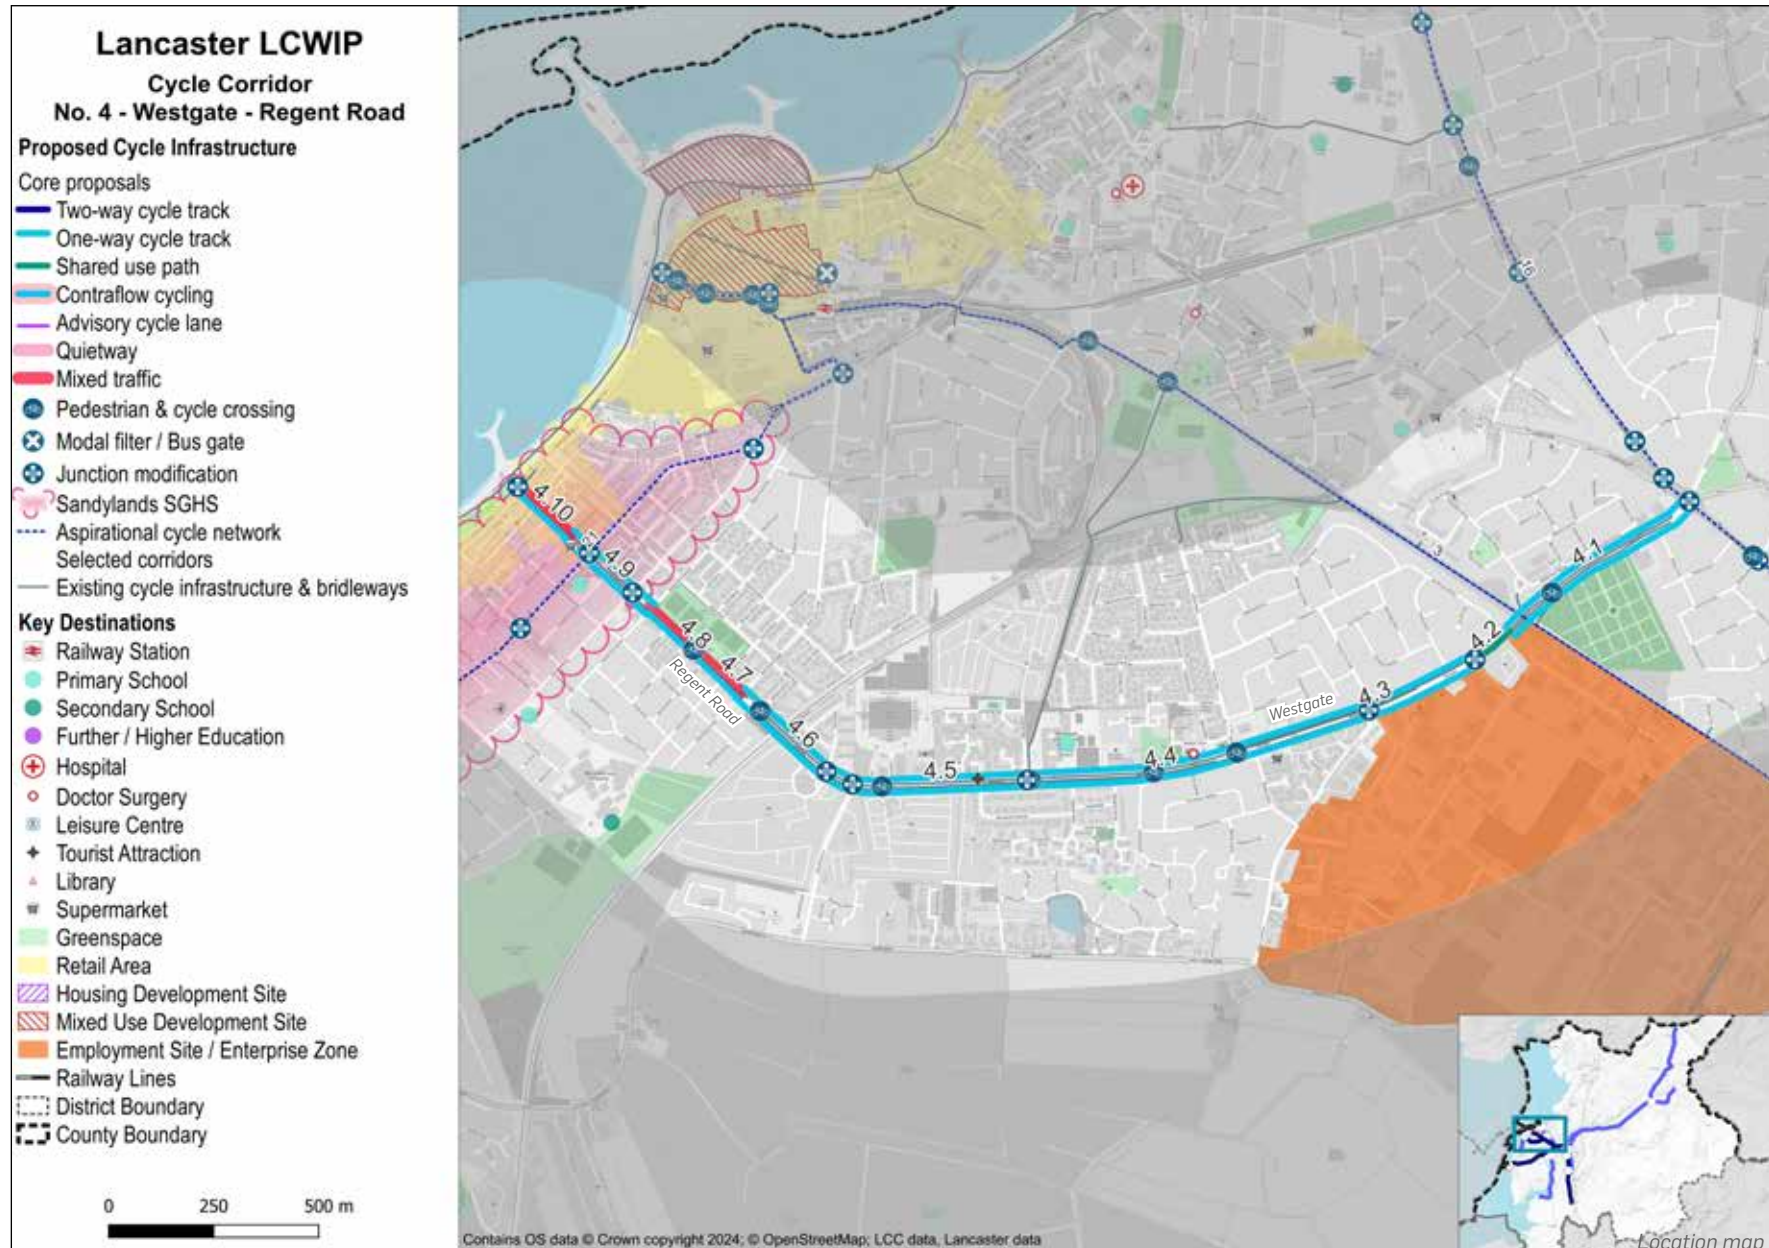 Lancaster LCWIP
Cycle Corridor
No. 4 - Westgate - Regent Road
Proposed Cycle Infrastructure
Core proposals
Two-way cycle track
One-way cycle track
Shared use path
Contraflow cycling
Advisory cycle lane
Quietway
Mixed traffic
Pedestrian & cycle crossing
Modal filter / Bus gate
Junction modification
Sandylands SGHS
Aspirational cycle network
Selected corridors
Existing cycle infrastructure & bridleways
Key Destinations
Railway Station
Primary School
Secondary School
Further / Higher Education
Hospital
Doctor Surgery
Leisure Centre
Tourist Attraction
Library
Supermarket
Greenspace
Retail Area
Housing Development Site
Mixed Use Development Site
Employment Site / Enterprise Zone
Railway Lines
District Boundary
County Boundary
0 250 500 m
16
3
4.1
4.2
4.3
Westgate
4.4
4.5
4.6
Regent Road
4.7
4.8
4.9
4.10
Contains OS data © Crown copyright 2024; © OpenStreetMap; LCC data, Lancaster data
Location map